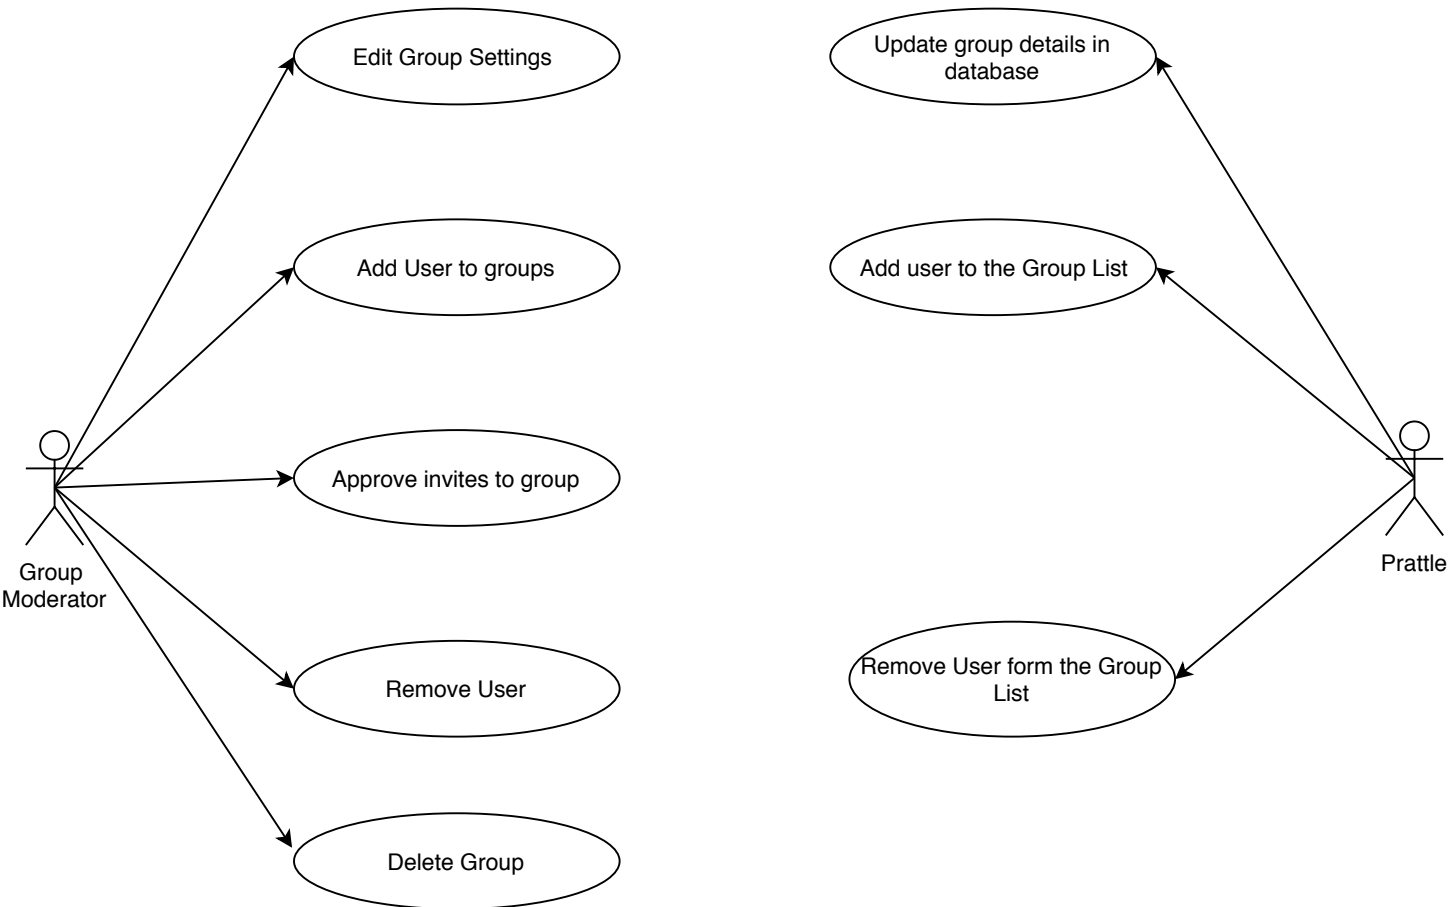 Edit Group Settings
Update group details in
database
Add User to groups
Add user to the Group List
Approve invites to group
Group
Moderator
Prattle
Remove User
Remove User form the Group
List
Delete Group